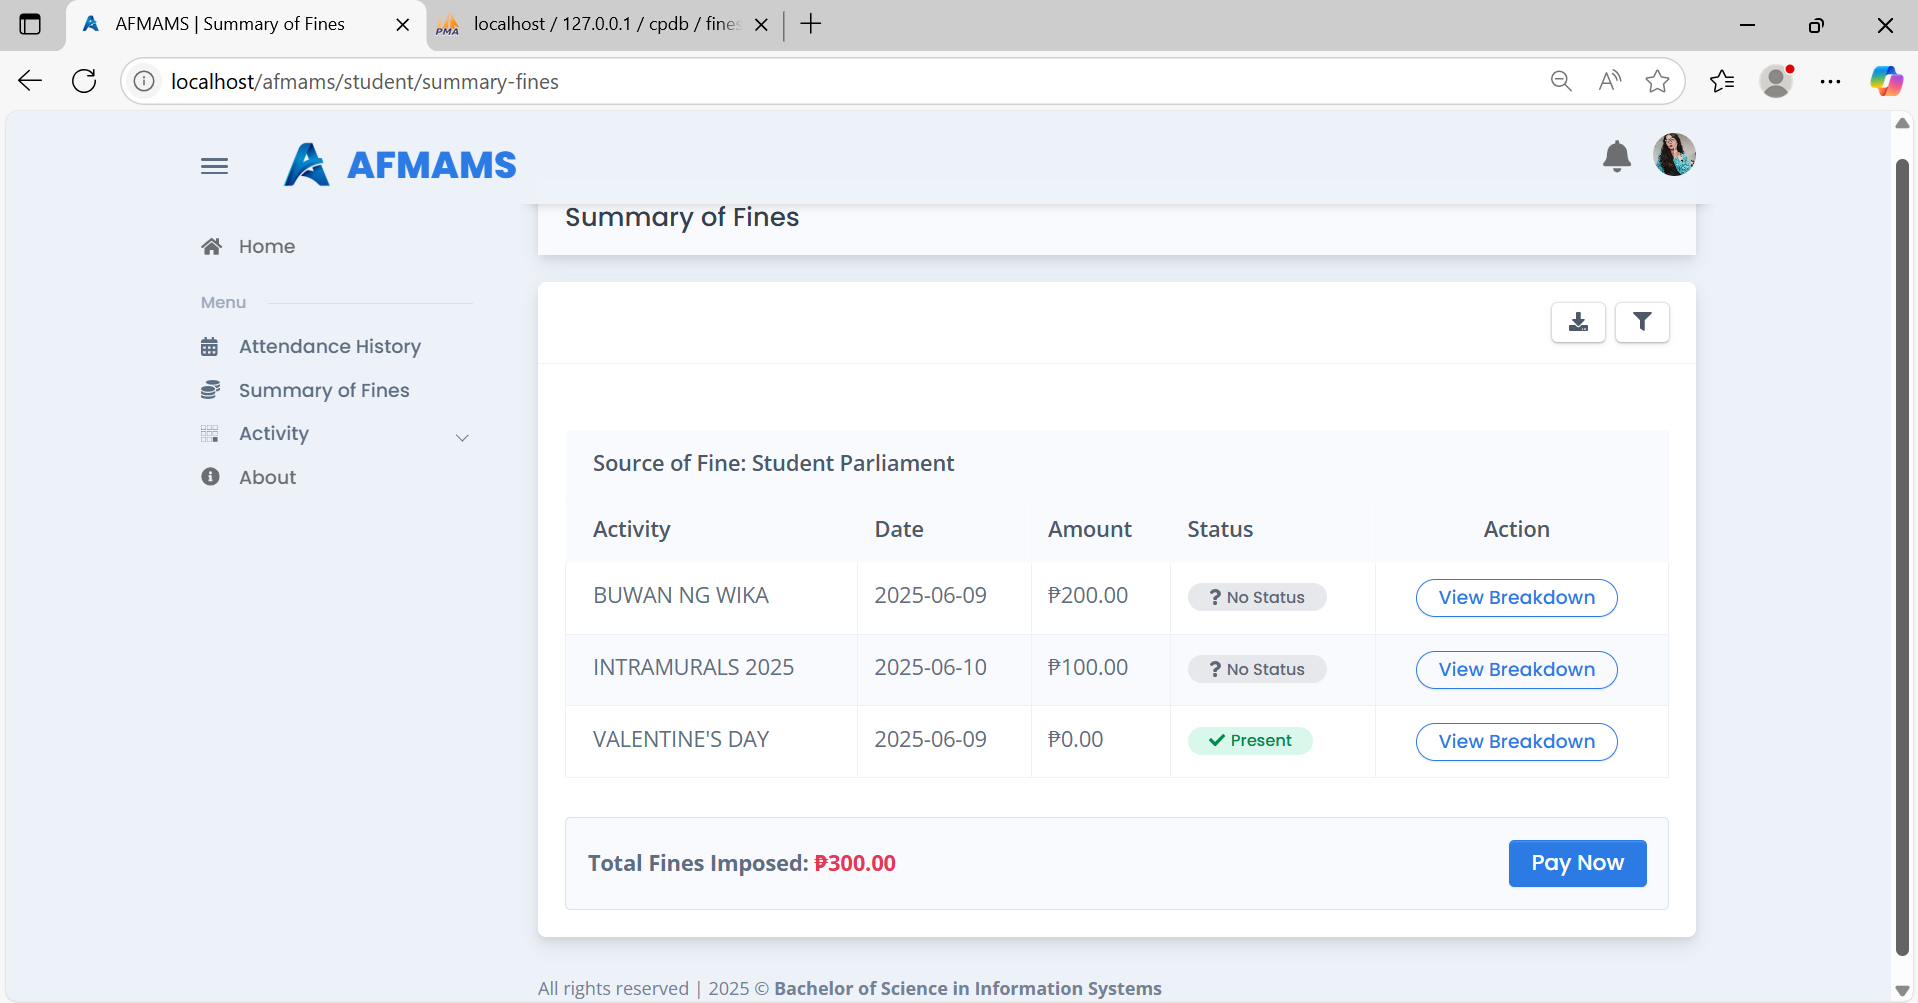 AFMAMS | Summary of Fines
localhost / 127.0.0.1 / cpdb / fines
localhost/afmams/student/summary-fines
AFMAMS
Summary of Fines
Home
Menu
Attendance History
Summary of Fines
Activity
About
Source of Fine: Student Parliament
Activity Date Amount Status Action
BUWAN NG WIKA 2025-06-09 ₱200.00 ? No Status View Breakdown
INTRAMURALS 2025 2025-06-10 ₱100.00 ? No Status View Breakdown
VALENTINE'S DAY 2025-06-09 ₱0.00 Present View Breakdown
Total Fines Imposed: ₱300.00 Pay Now
All rights reserved | 2025 © Bachelor of Science in Information Systems
PMA